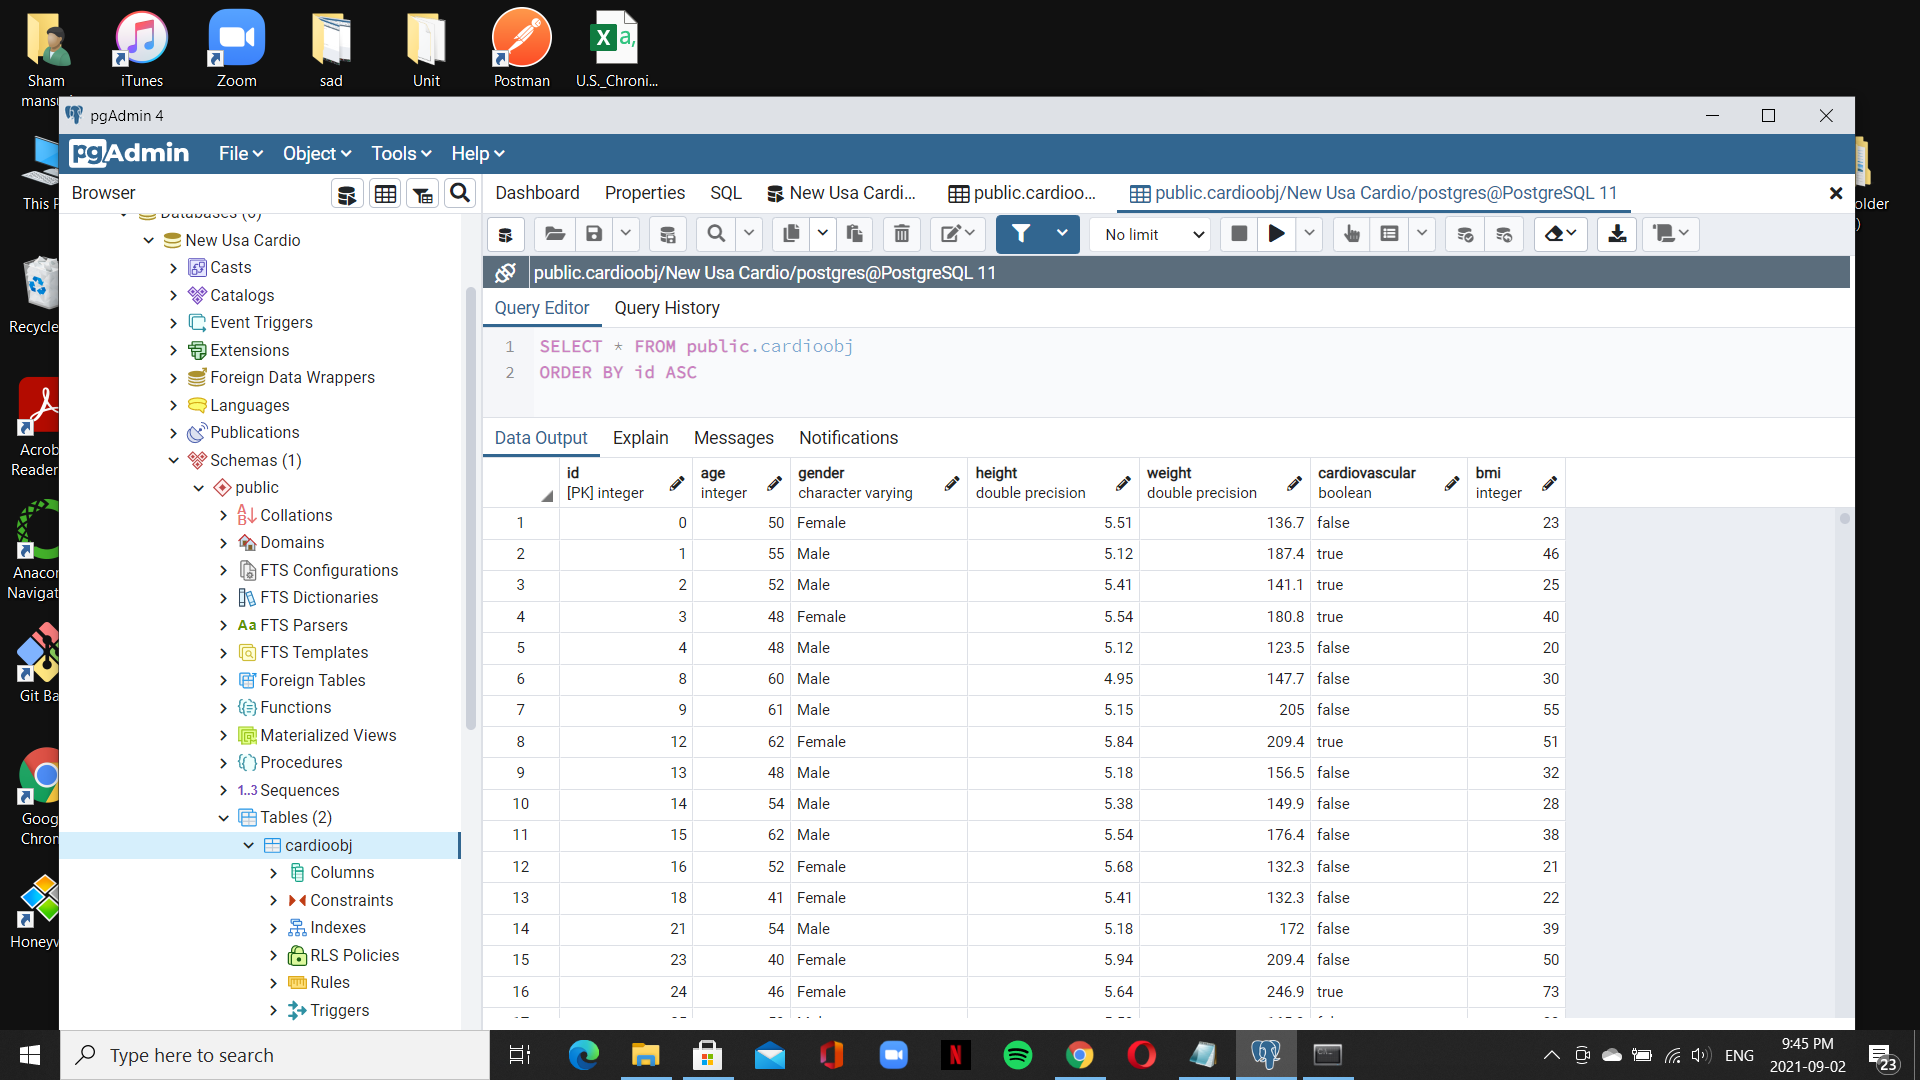 Sham
mans
iTunes
Zoom
sad
Unit
Postman
U.S._Chroni...
This P
Recycle
Acrob
Reader
Anacor
Navigat
Git Ba
Goog
Chron
Honeyv
older
)
pgAdmin 4
pgAdmin File Object Tools Help
Browser
Dashboard Properties SQL New Usa Cardi... public.cardioo... public.cardioobj/New Usa Cardio/postgres@PostgreSQL 11
Databases (6)
New Usa Cardio
Casts
Catalogs
Event Triggers
Extensions
Foreign Data Wrappers
Languages
Publications
Schemas (1)
public
Collations
Domains
FTS Configurations
FTS Dictionaries
Aa FTS Parsers
FTS Templates
Foreign Tables
Functions
Materialized Views
Procedures
1..3 Sequences
Tables (2)
cardioobj
Columns
Constraints
Indexes
RLS Policies
Rules
Triggers
No limit
public.cardioobj/New Usa Cardio/postgres@PostgreSQL 11
Query Editor Query History
1 SELECT * FROM public.cardioobj
2 ORDER BY id ASC
Data Output Explain Messages Notifications
id age gender height weight cardiovascular bmi
[PK] integer integer character varying double precision double precision boolean integer
1 0 50 Female 5.51 136.7 false 23
2 1 55 Male 5.12 187.4 true 46
3 2 52 Male 5.41 141.1 true 25
4 3 48 Female 5.54 180.8 true 40
5 4 48 Male 5.12 123.5 false 20
6 8 60 Male 4.95 147.7 false 30
7 9 61 Male 5.15 205 false 55
8 12 62 Female 5.84 209.4 true 51
9 13 48 Male 5.18 156.5 false 32
10 14 54 Male 5.38 149.9 false 28
11 15 62 Male 5.54 176.4 false 38
12 16 52 Female 5.68 132.3 false 21
13 18 41 Female 5.41 132.3 false 22
14 21 54 Male 5.18 172 false 39
15 23 40 Female 5.94 209.4 false 50
16 24 46 Female 5.64 246.9 true 73
Type here to search
ENG
9:45 PM
2021-09-02
23